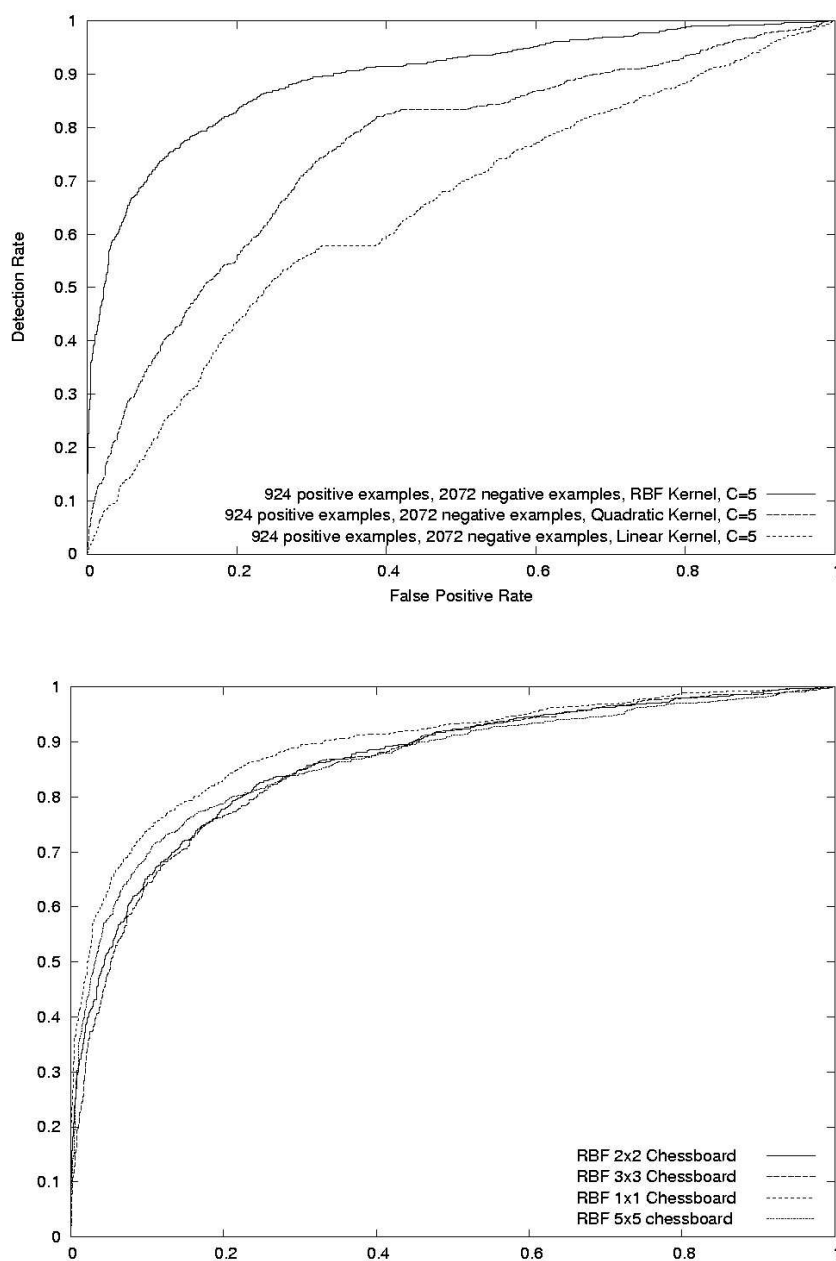 1
0.9
0.8
0.7
0.6
0.5
0.4
0.3
0.2
0.1
0
Detection Rate
924 positive examples, 2072 negative examples, RBF Kernel, C=5
924 positive examples, 2072 negative examples, Quadratic Kernel, C=5
924 positive examples, 2072 negative examples, Linear Kernel, C=5
0 0.2 0.4 0.6 0.8 1
False Positive Rate
1
0.9
0.8
0.7
0.6
0.5
0.4
0.3
0.2
0.1
0
RBF 2x2 Chessboard
RBF 3x3 Chessboard
RBF 1x1 Chessboard
RBF 5x5 chessboard
0 0.2 0.4 0.6 0.8 1